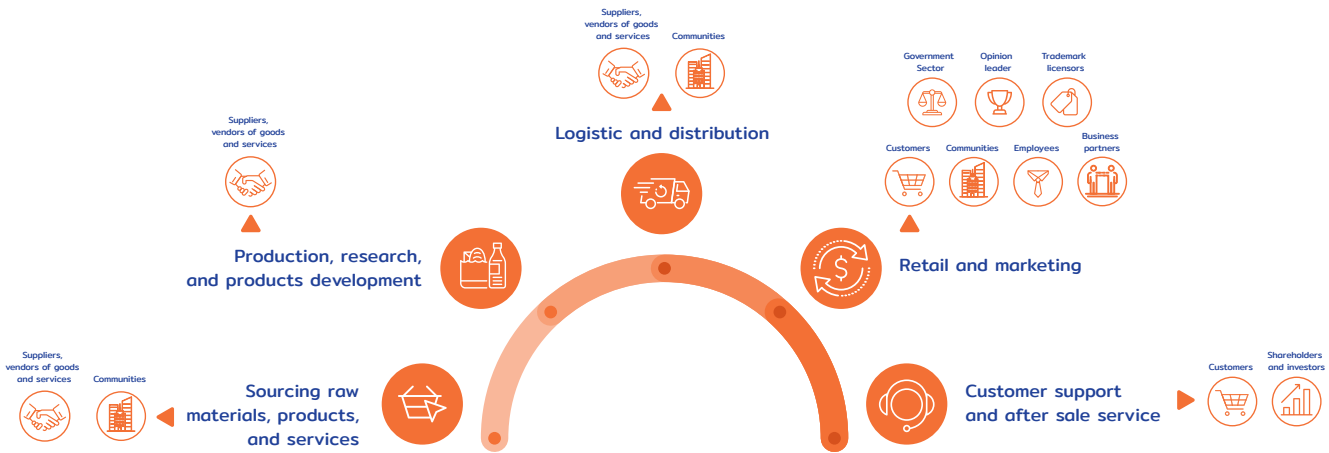 Suppliers,
vendors of goods
and services
Communities
Sourcing raw
materials, products,
and services
Suppliers,
vendors of goods
and services
Production, research,
and products development
Suppliers,
vendors of goods
and services
Communities
Logistic and distribution
Government
Sector
Opinion
leader
Trademark
licensors
Customers
Communities
Employees
Business
partners
$
Retail and marketing
Customer support
and after sale service
Customers
Shareholders
and investors